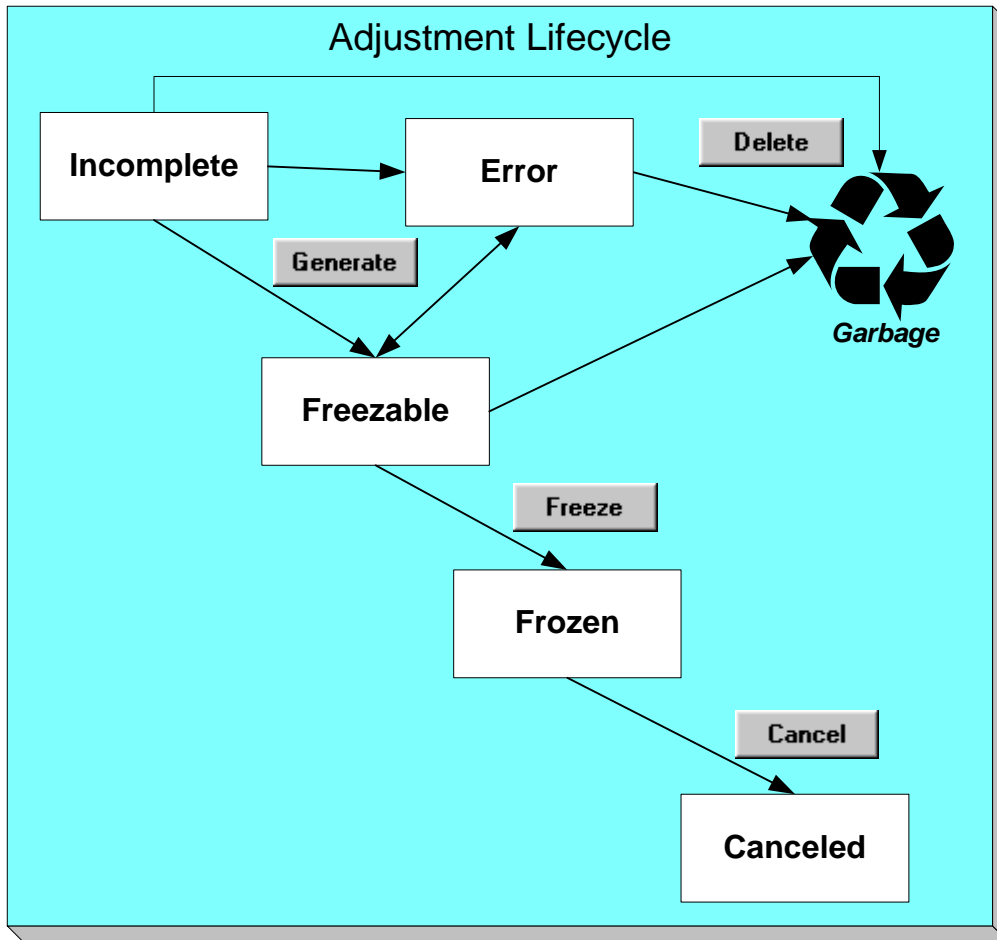 Adjustment Lifecycle
Incomplete
Error
Delete
Generate
Garbage
Freezable
Freeze
Frozen
Cancel
Canceled